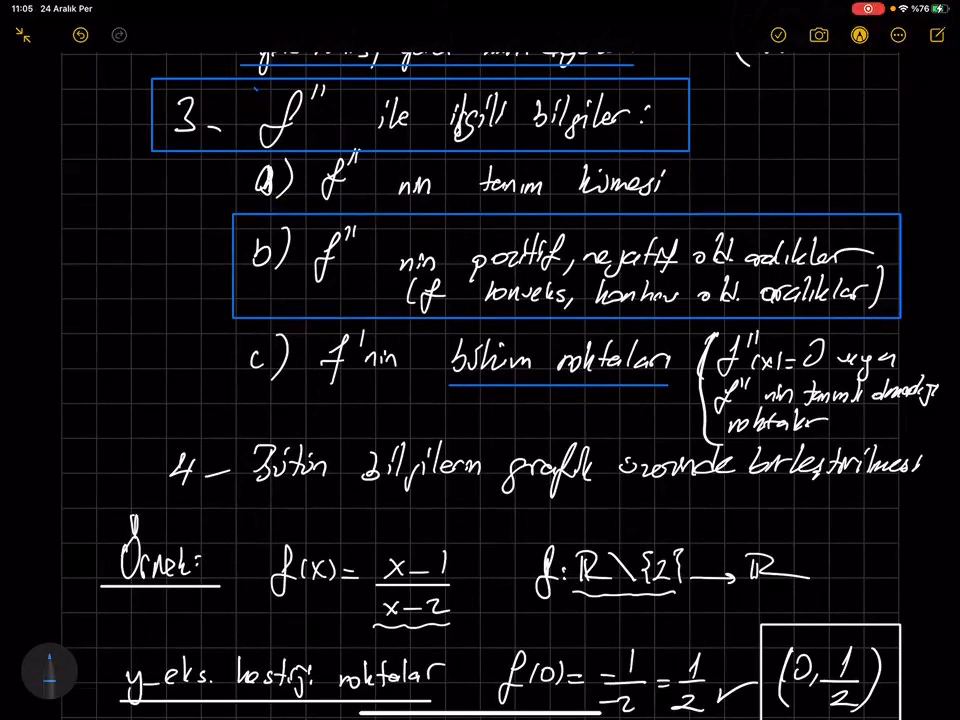 11:05 24 Aralık Per %76
3- f'' ile ilgili bilgiler:
a) f'' nin tanım kümesi
b) f'' nin pozitif, negatif old. aralıklar
(f konveks, konkav old. aralıklar)
c) f'nin büküm noktaları
f''(x)=0 veya
f'' nin tanımlı olmadığı
noktalar
4- Bütün bilgilerin grafik üzerinde birleştirilmesi
Örnek: f(x)= x-1 / x-2 f: R\{2} → R
y-eks. kestiği noktalar f(0)= -1/-2 = 1/2 ✓ (0, 1/2)